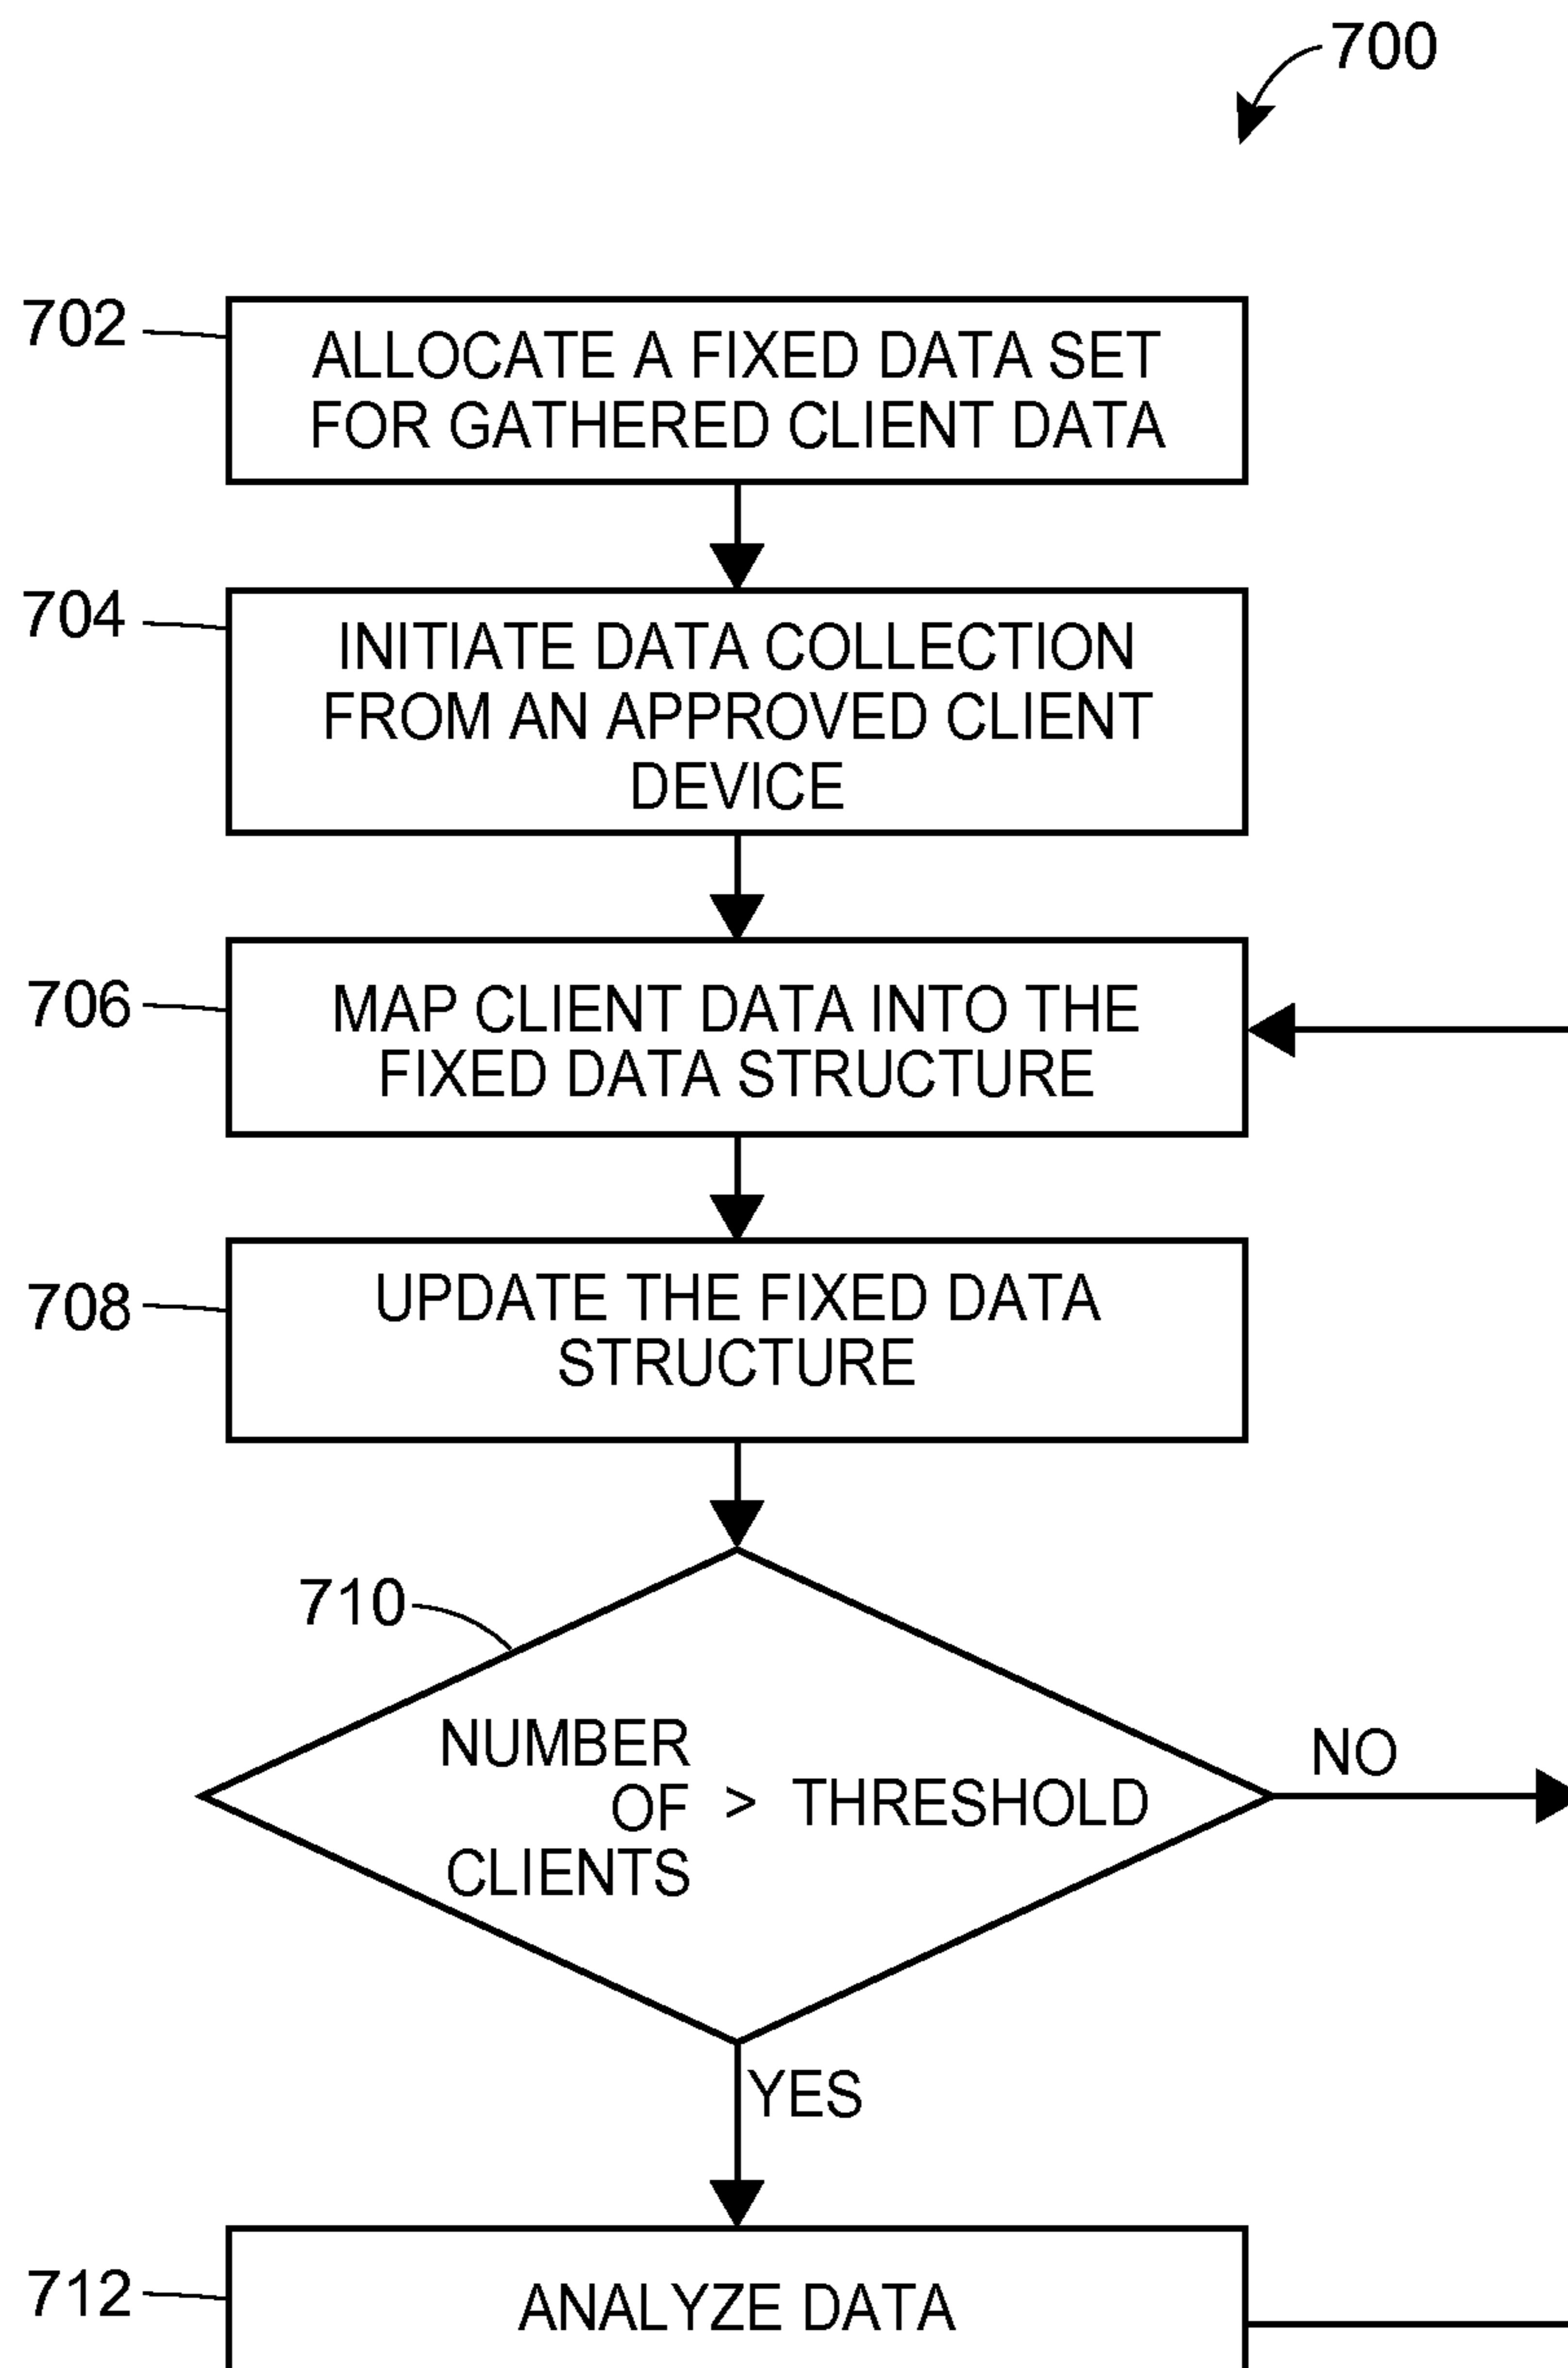 700
702
ALLOCATE A FIXED DATA SET
FOR GATHERED CLIENT DATA
704
INITIATE DATA COLLECTION
FROM AN APPROVED CLIENT
DEVICE
706
MAP CLIENT DATA INTO THE
FIXED DATA STRUCTURE
708
UPDATE THE FIXED DATA
STRUCTURE
710
NUMBER
OF > THRESHOLD
CLIENTS
NO
YES
712
ANALYZE DATA